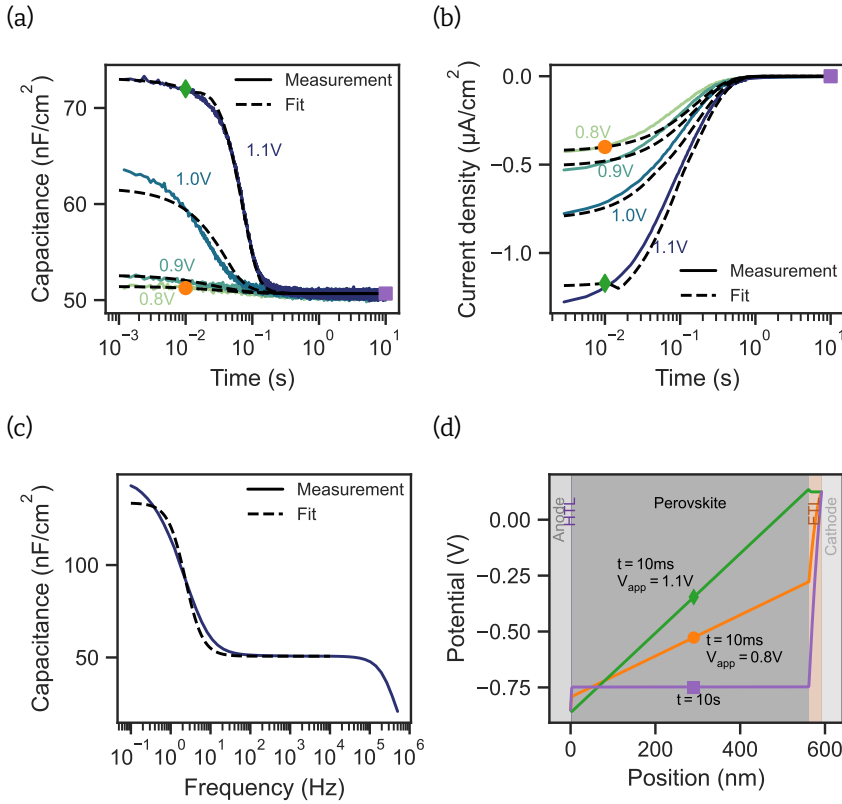 (a)
Capacitance (nF/cm²)
70
60
50
Measurement
Fit
1.1V
1.0V
0.9V
0.8V
10⁻³ 10⁻² 10⁻¹ 10⁰ 10¹
Time (s)
(b)
Current density (μA/cm²)
0.0
−0.5
−1.0
0.8V
0.9V
1.0V
1.1V
Measurement
Fit
10⁻² 10⁻¹ 10⁰ 10¹
Time (s)
(c)
Capacitance (nF/cm²)
100
50
Measurement
Fit
10⁻¹ 10⁰ 10¹ 10² 10³ 10⁴ 10⁵ 10⁶
Frequency (Hz)
(d)
Potential (V)
0.00
−0.25
−0.50
−0.75
Anode
HTL
Perovskite
ETL
Cathode
t = 10ms
V_app = 1.1V
t = 10ms
V_app = 0.8V
t = 10s
0 200 400 600
Position (nm)